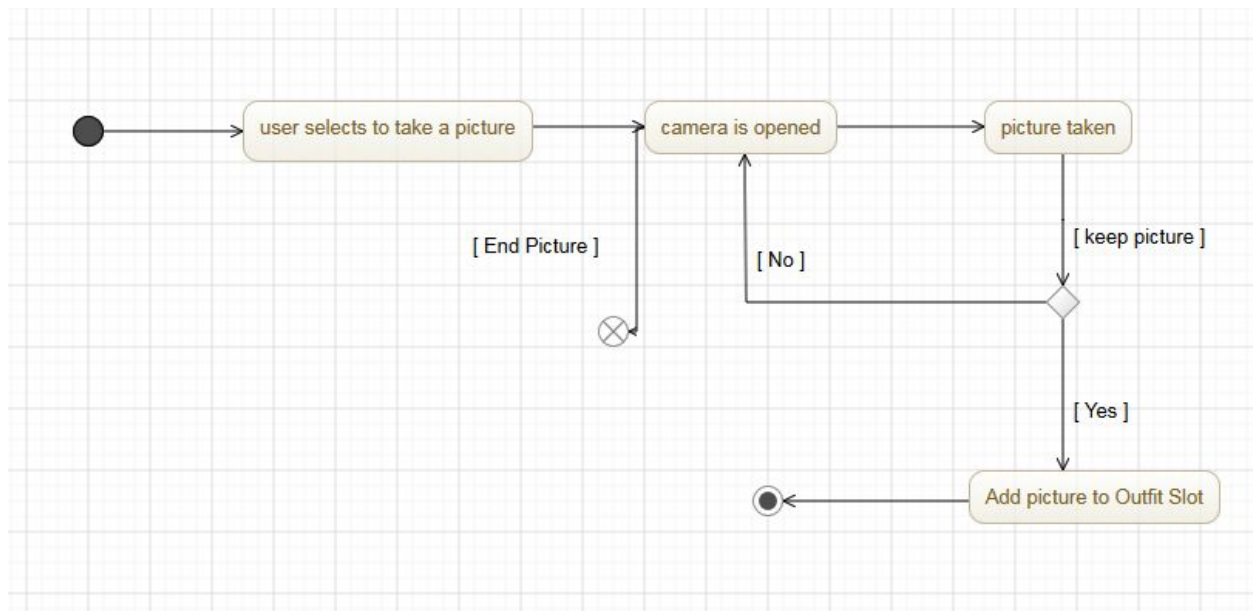 user selects to take a picture
camera is opened
picture taken
[ keep picture ]
[ End Picture ]
[ No ]
[ Yes ]
Add picture to Outfit Slot